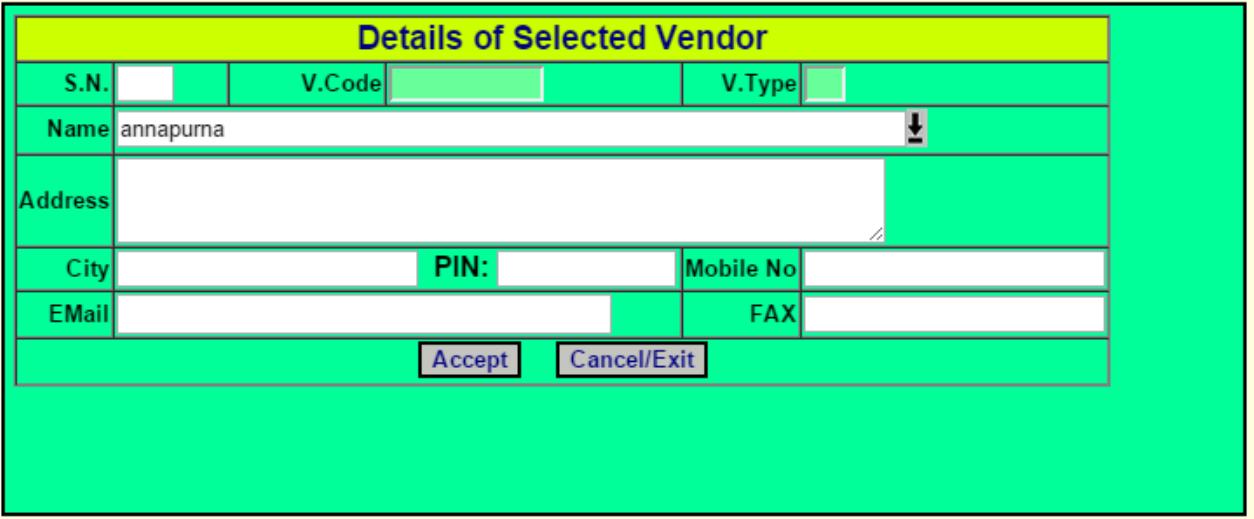 Details of Selected Vendor
S.N. V.Code V.Type
Name annapurna
Address
City PIN: Mobile No
EMail FAX
Accept Cancel/Exit